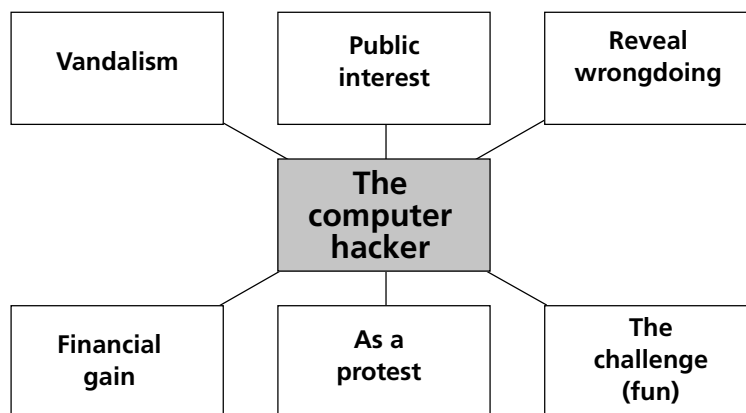 Vandalism
Public
interest
Reveal
wrongdoing
The
computer
hacker
Financial
gain
As a
protest
The
challenge
(fun)